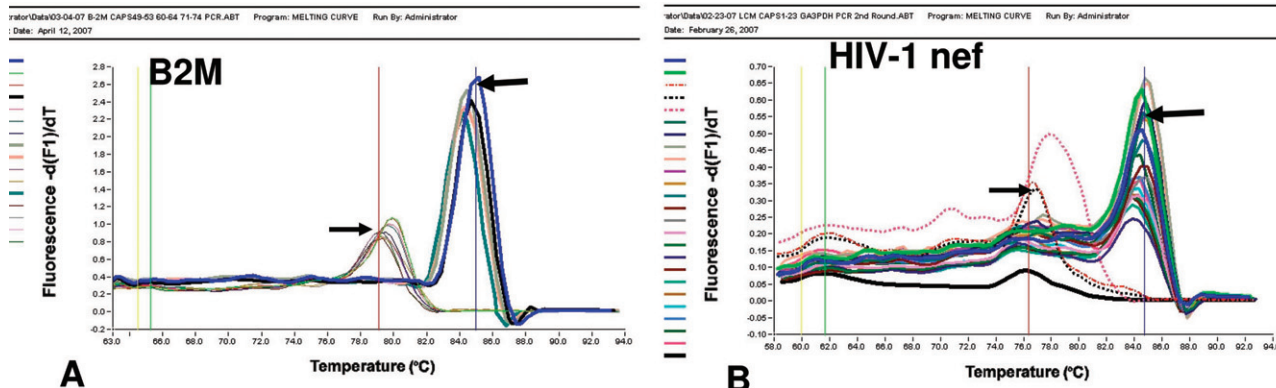 rator\Data\03-04-07 B-2M CAPS49-53 60-64 71-74 PCR.ABT Program: MELTING CURVE Run By: Administrator
Date: April 12, 2007
B2M
Fluorescence -d(F1)/dT
2.8
2.6
2.4
2.2
2.0
1.8
1.6
1.4
1.2
1.0
0.8
0.6
0.4
0.2
0.0
-0.2
63.0 66.0 68.0 70.0 72.0 74.0 76.0 78.0 80.0 82.0 84.0 86.0 88.0 90.0 92.0 94.0
Temperature (°C)
A
rator\Data\02-23-07 LCM CAPS1-23 GA3PDH PCR 2nd Round.ABT Program: MELTING CURVE Run By: Administrator
Date: February 26, 2007
HIV-1 nef
Fluorescence -d(F1)/dT
0.70
0.65
0.60
0.55
0.50
0.45
0.40
0.35
0.30
0.25
0.20
0.15
0.10
0.05
0.00
-0.05
-0.10
58.0 60.0 62.0 64.0 66.0 68.0 70.0 72.0 74.0 76.0 78.0 80.0 82.0 84.0 86.0 88.0 90.0 92.0 94.0
Temperature (°C)
B